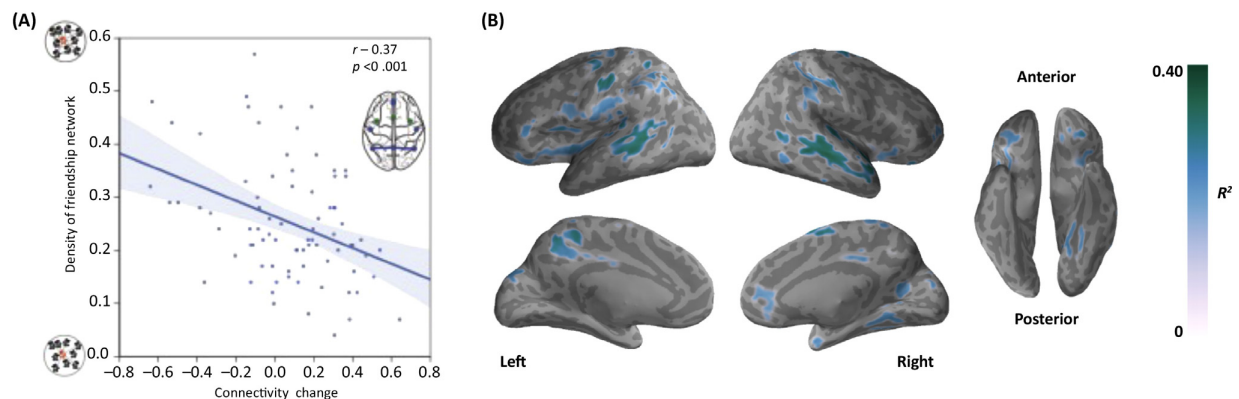 (A)
0.6
0.5
0.4
0.3
0.2
0.1
0.0
Density of friendship network
r – 0.37
p <0 .001
−0.8 −0.6 −0.4 −0.2 0.0 0.2 0.4 0.6 0.8
Connectivity change
(B)
Left
Right
Anterior
Posterior
0.40
R²
0